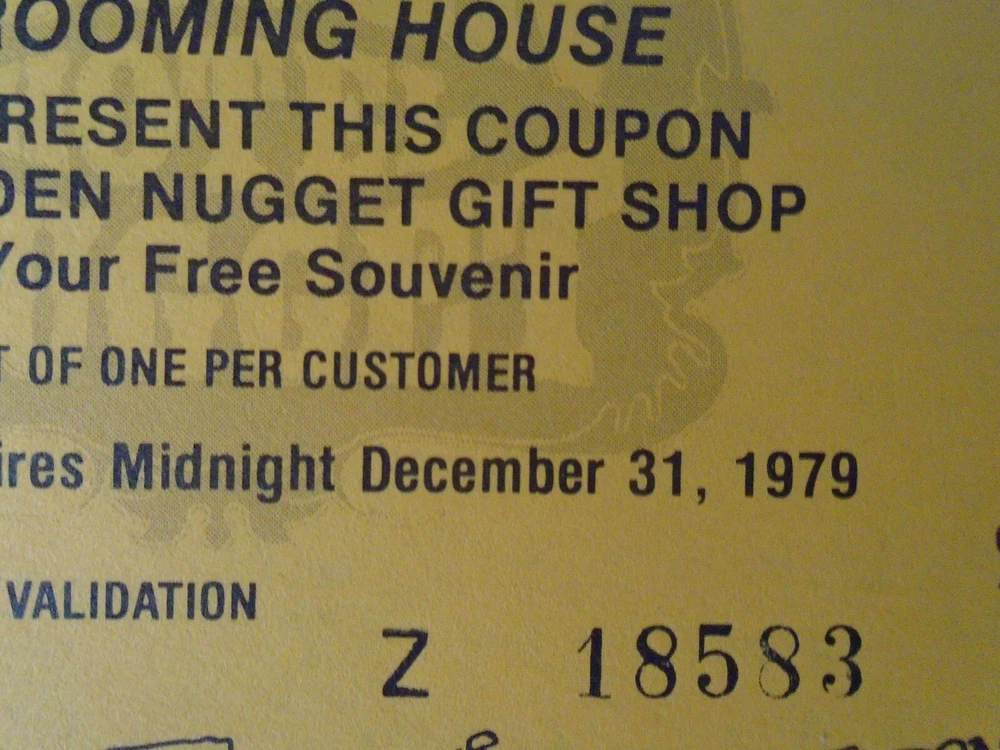 ROOMING HOUSE
RESENT THIS COUPON
DEN NUGGET GIFT SHOP
Your Free Souvenir
T OF ONE PER CUSTOMER
ires Midnight December 31, 1979
VALIDATION
Z 18583